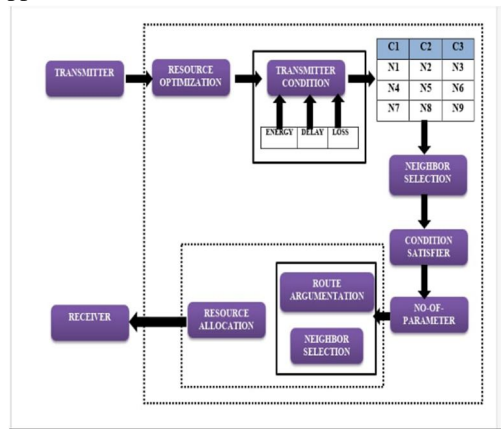 TRANSMITTER
RESOURCE
OPTIMIZATION
TRANSMITTER
CONDITION
ENERGY DELAY LOSS
C1 C2 C3
N1 N2 N3
N4 N5 N6
N7 N8 N9
NEIGHBOR
SELECTION
CONDITION
SATISFIER
NO-OF-
PARAMETER
ROUTE
ARGUMENTATION
NEIGHBOR
SELECTION
RESOURCE
ALLOCATION
RECEIVER